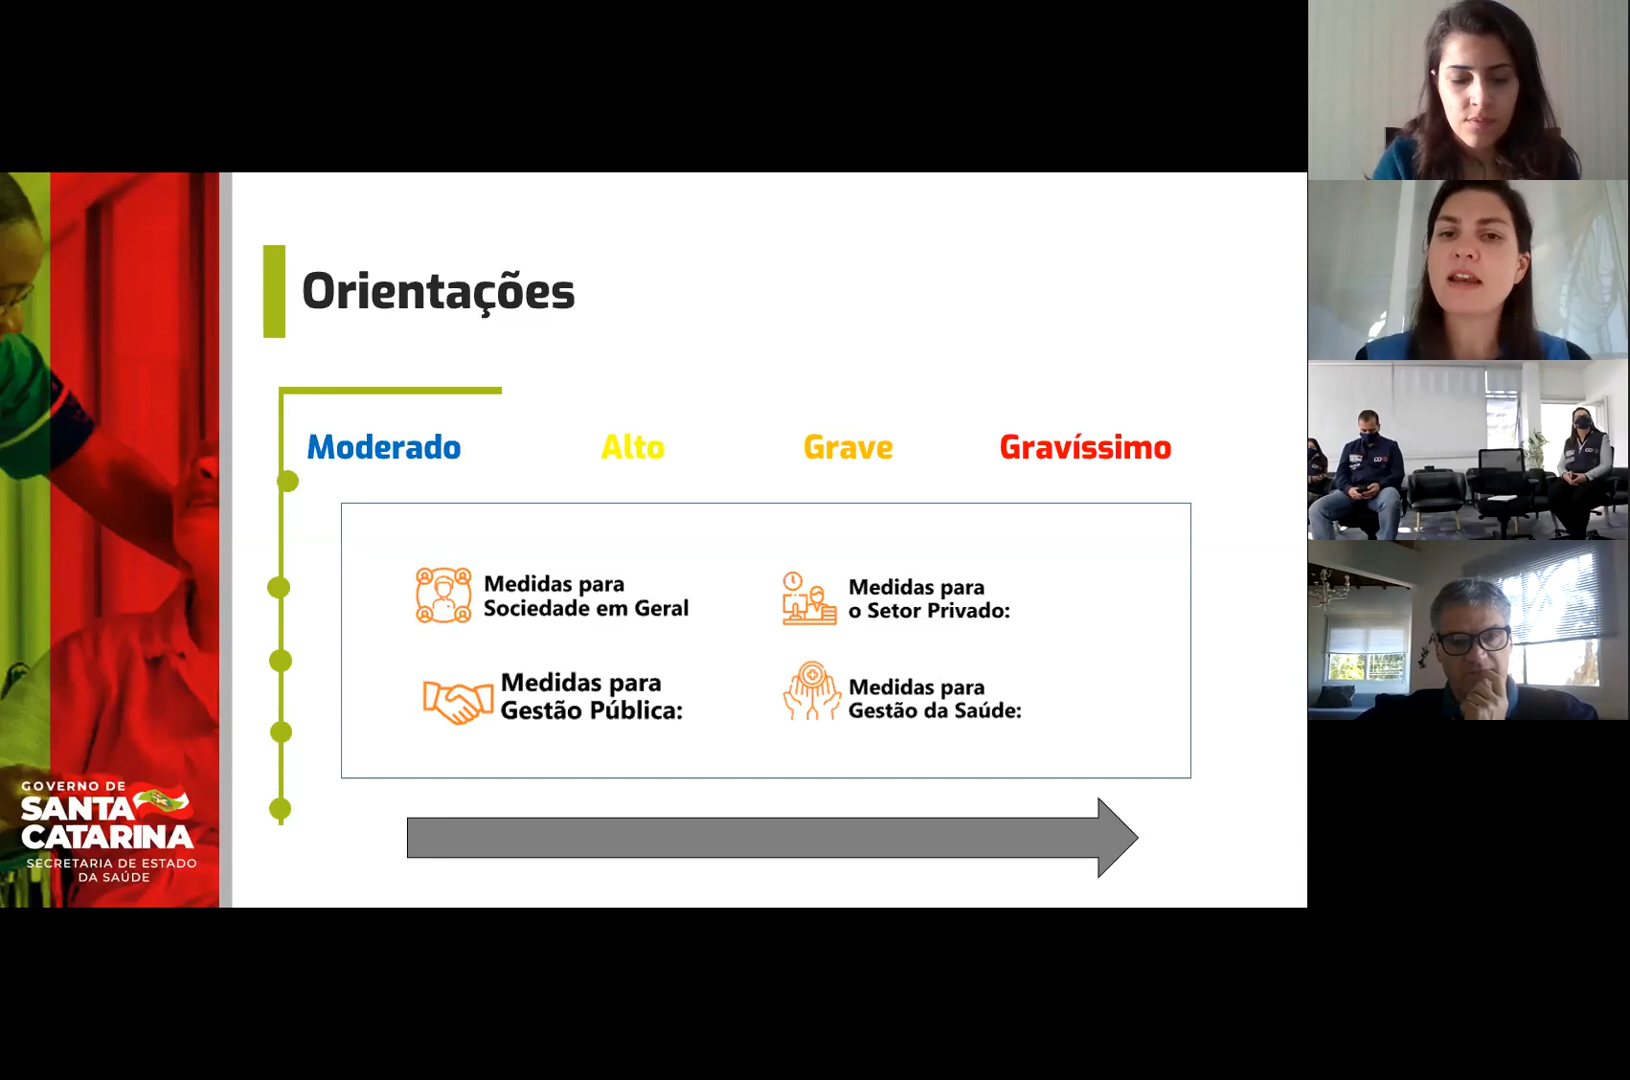 Orientações
Moderado
Alto
Grave
Gravíssimo
Medidas para
Sociedade em Geral
Medidas para
o Setor Privado:
Medidas para
Gestão Pública:
Medidas para
Gestão da Saúde:
GOVERNO DE
SANTA
CATARINA
SECRETARIA DE ESTADO
DA SAÚDE